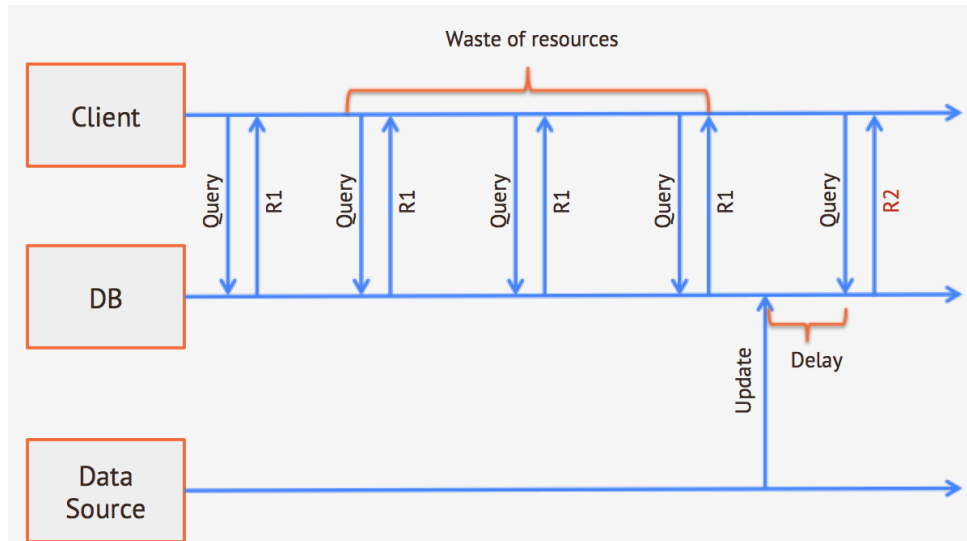 Waste of resources
Client
Query
R1
Query
R1
Query
R1
Query
R1
Query
R2
DB
Update
Delay
Data
Source